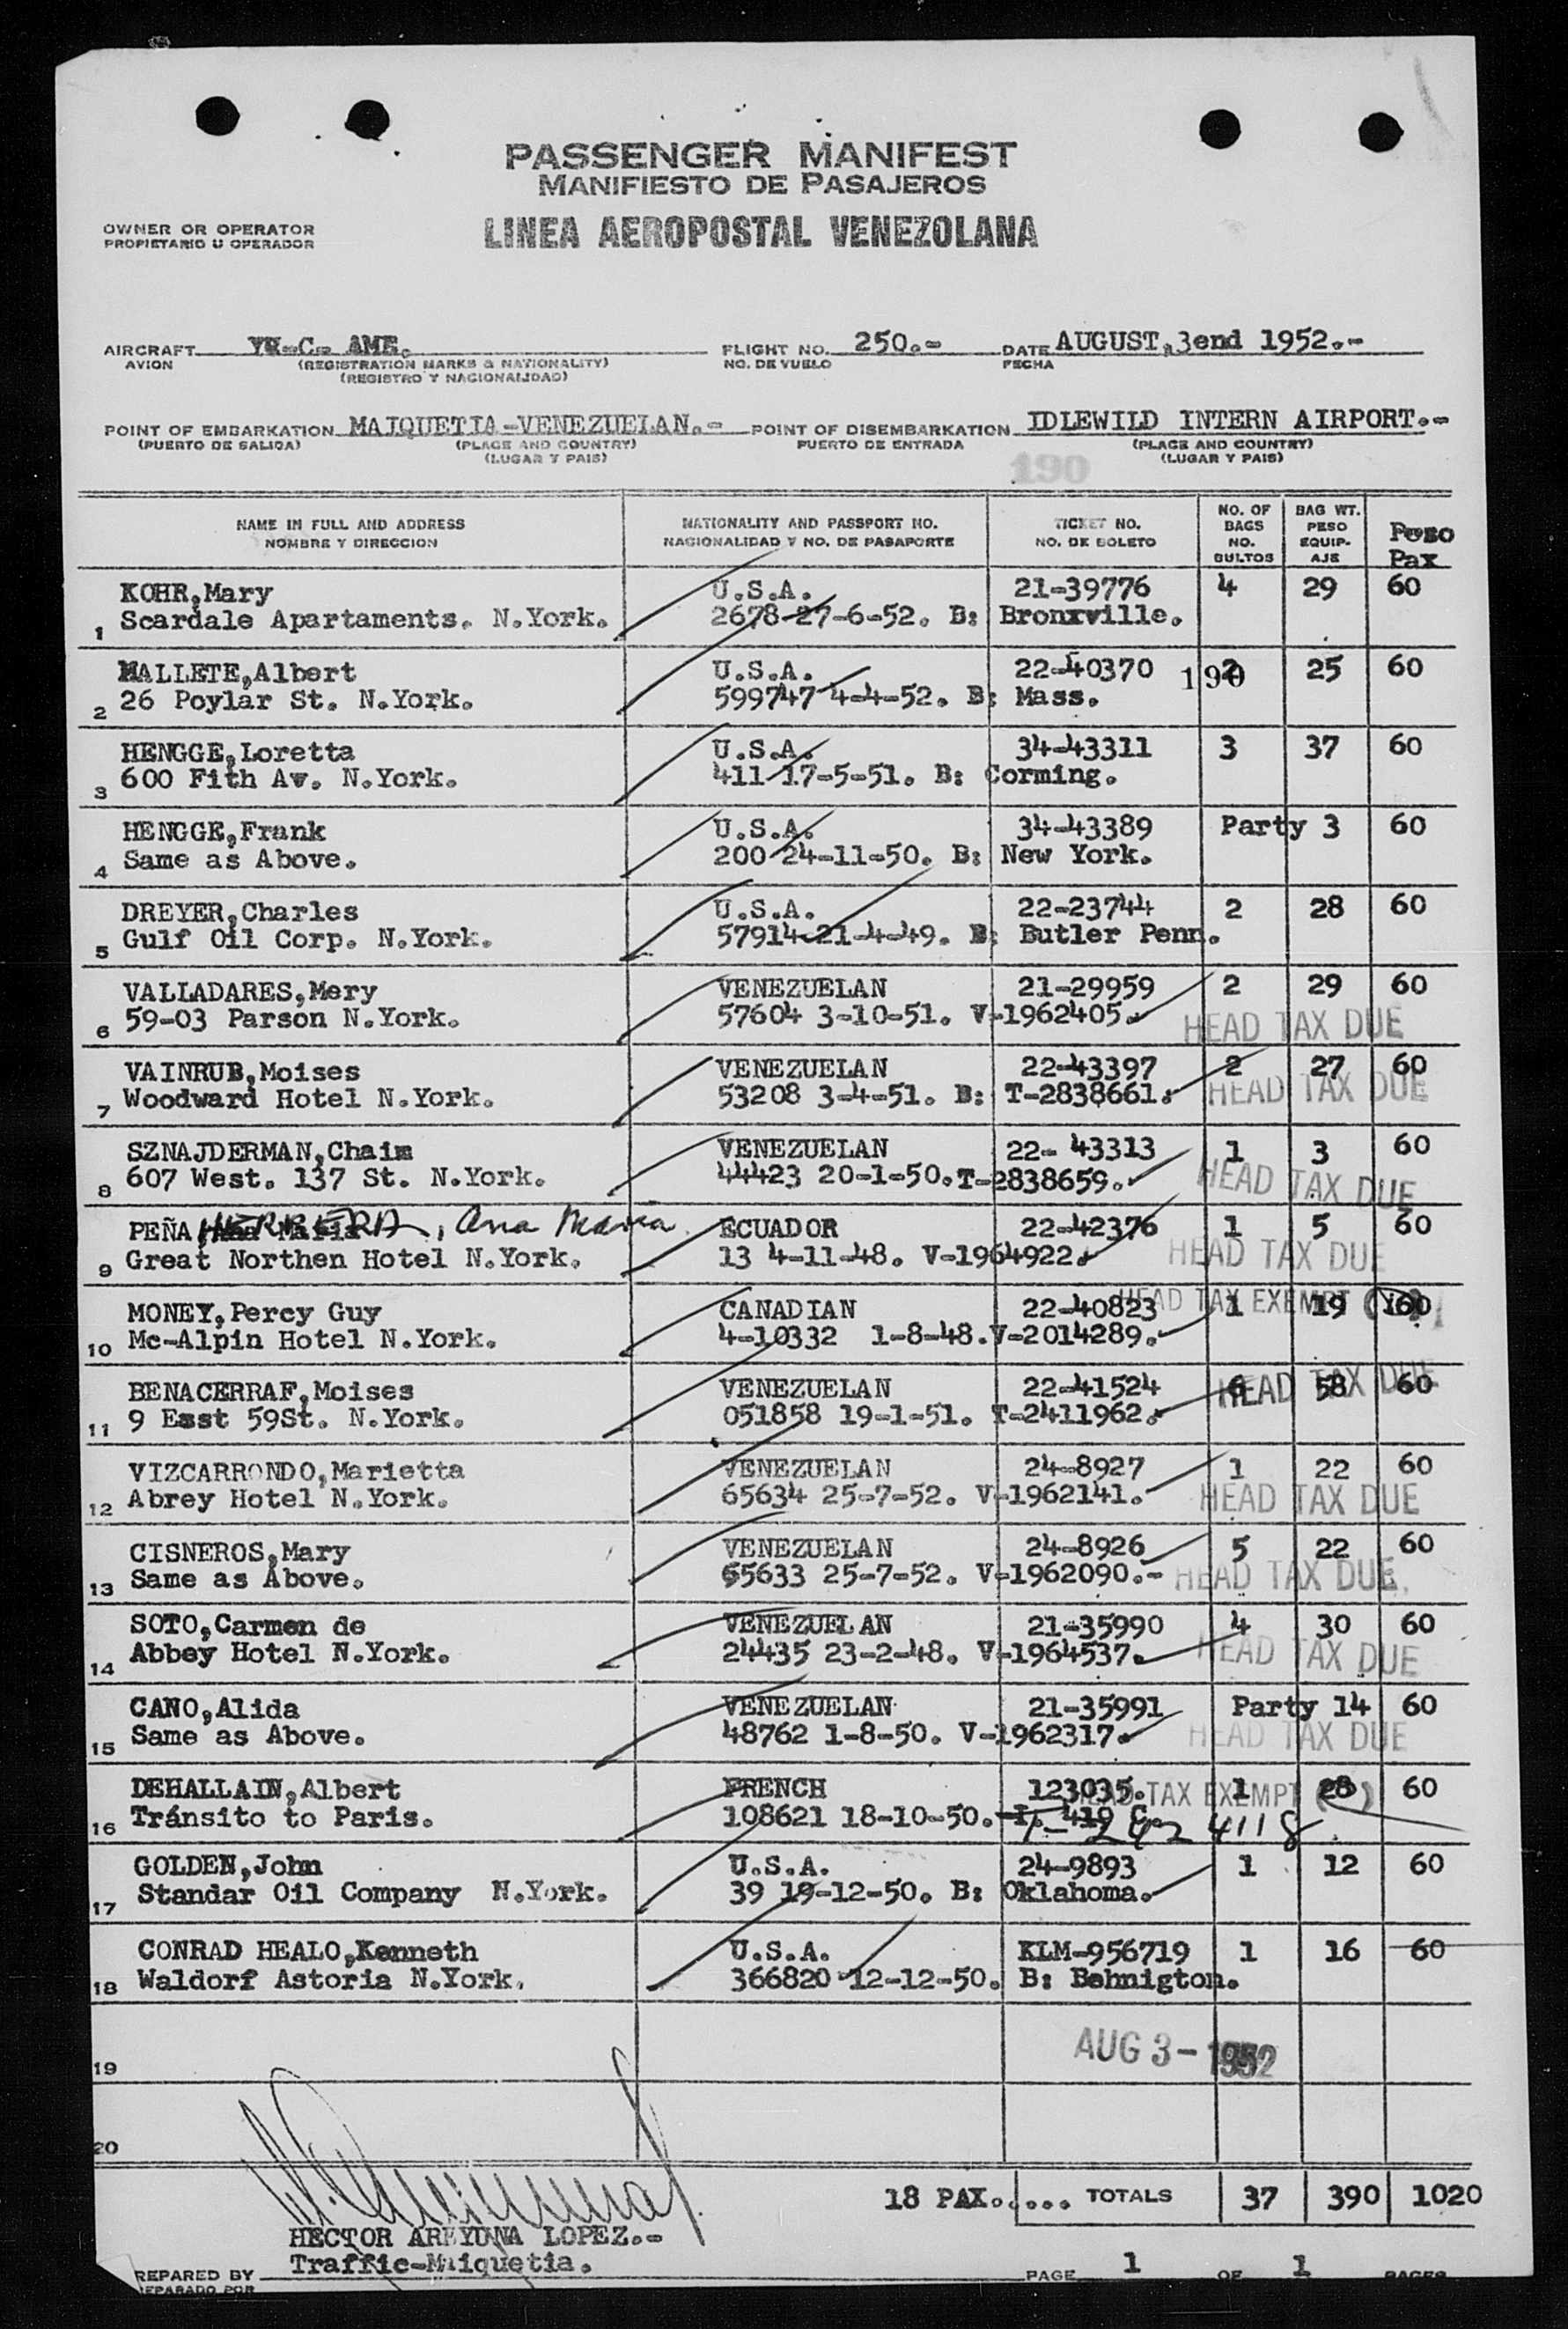 PASSENGER MANIFEST
MANIFIESTO DE PASAJEROS
OWNER OR OPERATOR
PROPIETARIO U OPERADOR
LINEA AEROPOSTAL VENEZOLANA
AIRCRAFT YV-C- AME. FLIGHT NO. 250.- DATE AUGUST, 3end 1952.-
AVION (REGISTRATION MARKS & NATIONALITY) NO. DE VUELO FECHA
(REGISTRO Y NACIONALIDAD)
POINT OF EMBARKATION MAIQUETIA-VENEZUELAN.- POINT OF DISEMBARKATION IDLEWILD INTERN AIRPORT.-
(PUERTO DE SALIDA) (PLACE AND COUNTRY) PUERTO DE ENTRADA (PLACE AND COUNTRY)
(LUGAR Y PAIS) (LUGAR Y PAIS)
190
NAME IN FULL AND ADDRESS NATIONALITY AND PASSPORT NO. TICKET NO. NO. OF BAGS BAG WT. Peso
NOMBRE Y DIRECCION NACIONALIDAD Y NO. DE PASAPORTE NO. DE BOLETO NO. BULTOS PESO EQUIP-AJE Pax
KOHR,Mary U.S.A. 21-39776 4 29 60
1 Scardale Apartaments. N.York. 2678-27-6-52. B: Bronxville.
MALLETE,Albert U.S.A. 22-40370 190 2 25 60
2 26 Poylar St. N.York. 599747 4-4-52. B: Mass.
HENGGE,Loretta U.S.A. 34-43311 3 37 60
3 600 Fith Av. N.York. 411 17-5-51. B: Corming.
HENGGE,Frank U.S.A. 34-43389 Party 3 60
4 Same as Above. 200 24-11-50. B: New York.
DREYER,Charles U.S.A. 22-23744 2 28 60
5 Gulf Oil Corp. N.York. 57914-21-4-49. B: Butler Penn.
VALLADARES,Mery VENEZUELAN 21-29959 2 29 60
6 59-03 Parson N.York. 57604 3-10-51. V-1962405. HEAD TAX DUE
VAINRUB,Moises VENEZUELAN 22-43397 2 27 60
7 Woodward Hotel N.York. 53208 3-4-51. B: T-2838661. HEAD TAX DUE
SZNAJDERMAN,Chaim VENEZUELAN 22- 43313 1 3 60
8 607 West. 137 St. N.York. 44423 20-1-50.T-2838659. HEAD TAX DUE
PEÑA HERRERA, Ana Maria ECUADOR 22-42376 1 5 60
9 Great Northen Hotel N.York. 13 4-11-48. V-1964922. HEAD TAX DUE
MONEY,Percy Guy CANADIAN 22-40823 HEAD TAX EXEMPT 1 19 60
10 Mc-Alpin Hotel N.York. 4-10332 1-8-48.V-2014289.
BENACERRAF,Moises VENEZUELAN 22-41524 6 58 60 HEAD TAX DUE
11 9 Esst 59St. N.York. 051858 19-1-51. T-2411962.
VIZCARRONDO,Marietta VENEZUELAN 24-8927 1 22 60
12 Abrey Hotel N.York. 65634 25-7-52. V-1962141. HEAD TAX DUE
CISNEROS,Mary VENEZUELAN 24-8926 5 22 60
13 Same as Above. 65633 25-7-52. V-1962090.- HEAD TAX DUE
SOTO,Carmen de VENEZUELAN 21-35990 4 30 60
14 Abbey Hotel N.York. 24435 23-2-48. V-1964537. HEAD TAX DUE
CANO,Alida VENEZUELAN 21-35991 Party 14 60
15 Same as Above. 48762 1-8-50. V-1962317. HEAD TAX DUE
DEHALLAIN,Albert FRENCH 123035. HEAD TAX EXEMPT 1 28 60
16 Tránsito to Paris. 108621 18-10-50.
GOLDEN,John U.S.A. 24-9893 1 12 60
17 Standar Oil Company N.York. 39 19-12-50. B: Oklahoma.
CONRAD HEALO,Kenneth U.S.A. KLM-956719 1 16 60
18 Waldorf Astoria N.York. 366820 12-12-50. B: Behnigton.
AUG 3-1952
19
20
18 PAX...... TOTALS 37 390 1020
HECTOR AREYUNA LOPEZ.-
PREPARED BY Traffic-Maiquetia. PAGE 1 OF 1 PAGES